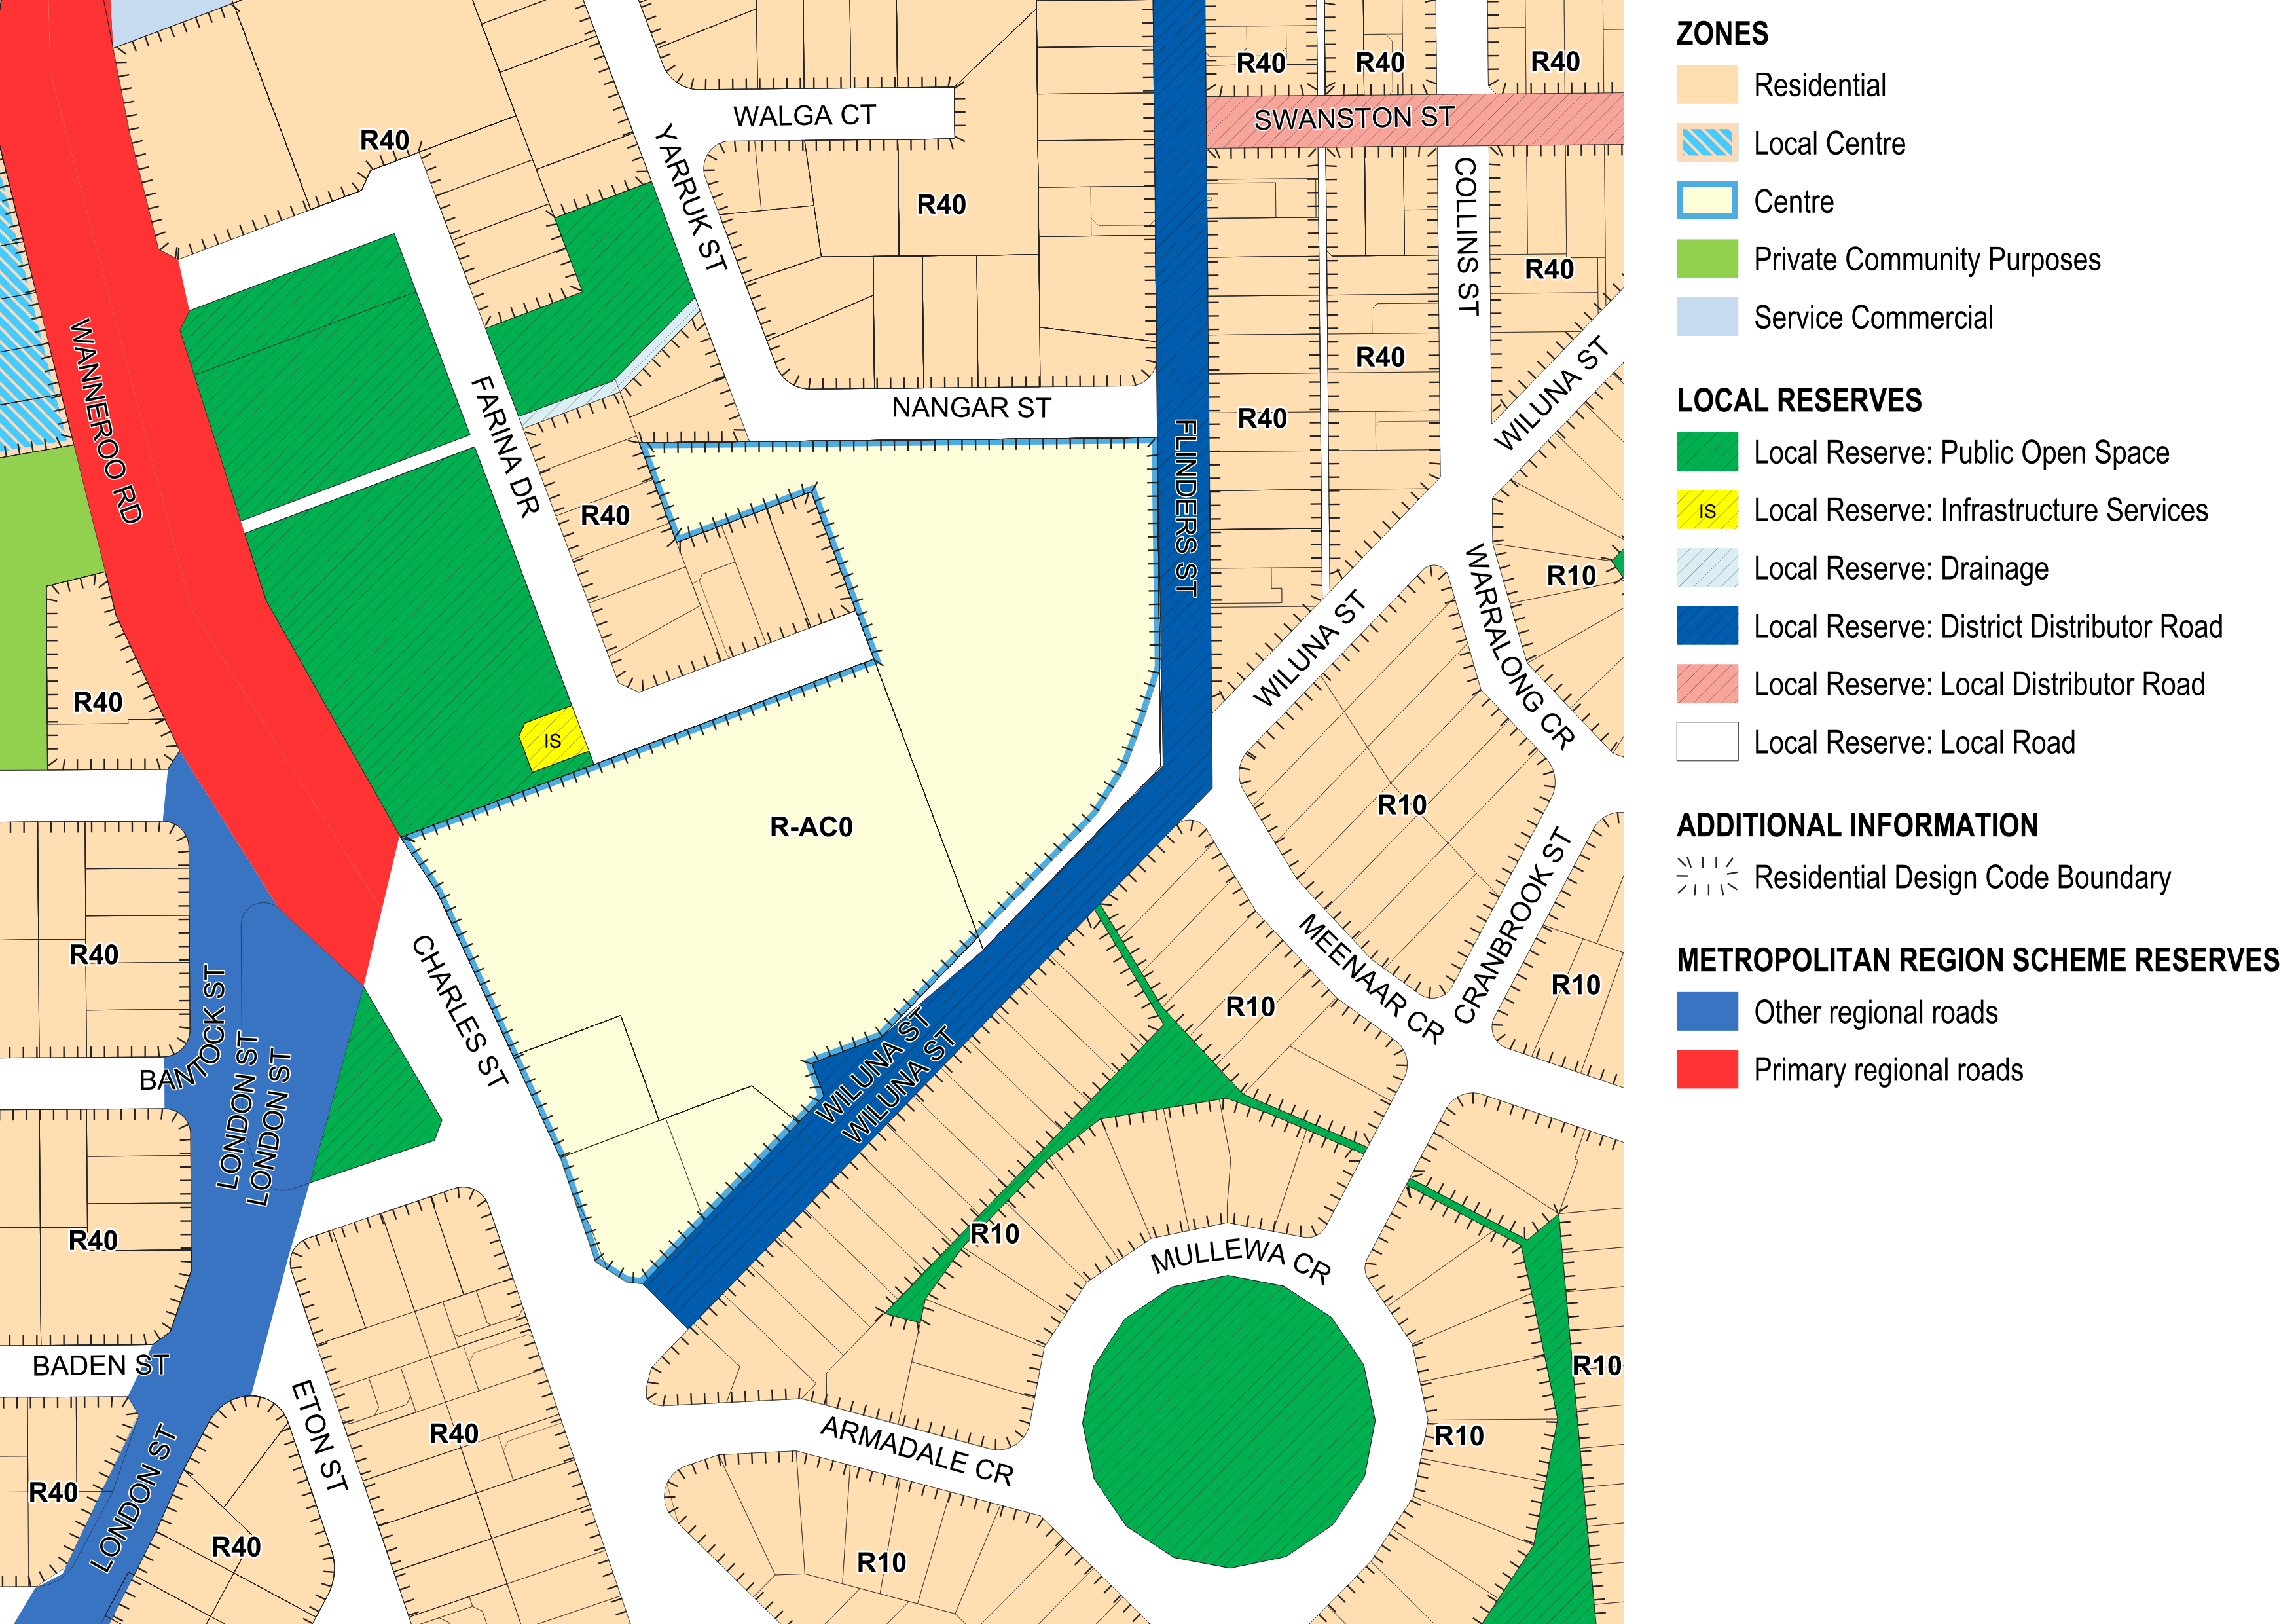 R40
R40
R40
WALGA CT
SWANSTON ST
R40
YARRUK ST
R40
COLLINS ST
R40
WANNEROO RD
R40
WILUNA ST
FARINA DR
NANGAR ST
R40
FLINDERS ST
R40
R10
WILUNA ST
WARRALONG CR
R40
IS
R10
R-AC0
CRANBROOK ST
R40
CHARLES ST
MEENAAR CR
R10
R10
BANTOCK ST
LONDON ST
LONDON ST
WILUNA ST
WILUNA ST
R40
R10
MULLEWA CR
BADEN ST
R10
ETON ST
R40
ARMADALE CR
R10
R40
LONDON ST
R40
R10
ZONES
Residential
Local Centre
Centre
Private Community Purposes
Service Commercial
LOCAL RESERVES
Local Reserve: Public Open Space
IS
Local Reserve: Infrastructure Services
Local Reserve: Drainage
Local Reserve: District Distributor Road
Local Reserve: Local Distributor Road
Local Reserve: Local Road
ADDITIONAL INFORMATION
Residential Design Code Boundary
METROPOLITAN REGION SCHEME RESERVES
Other regional roads
Primary regional roads